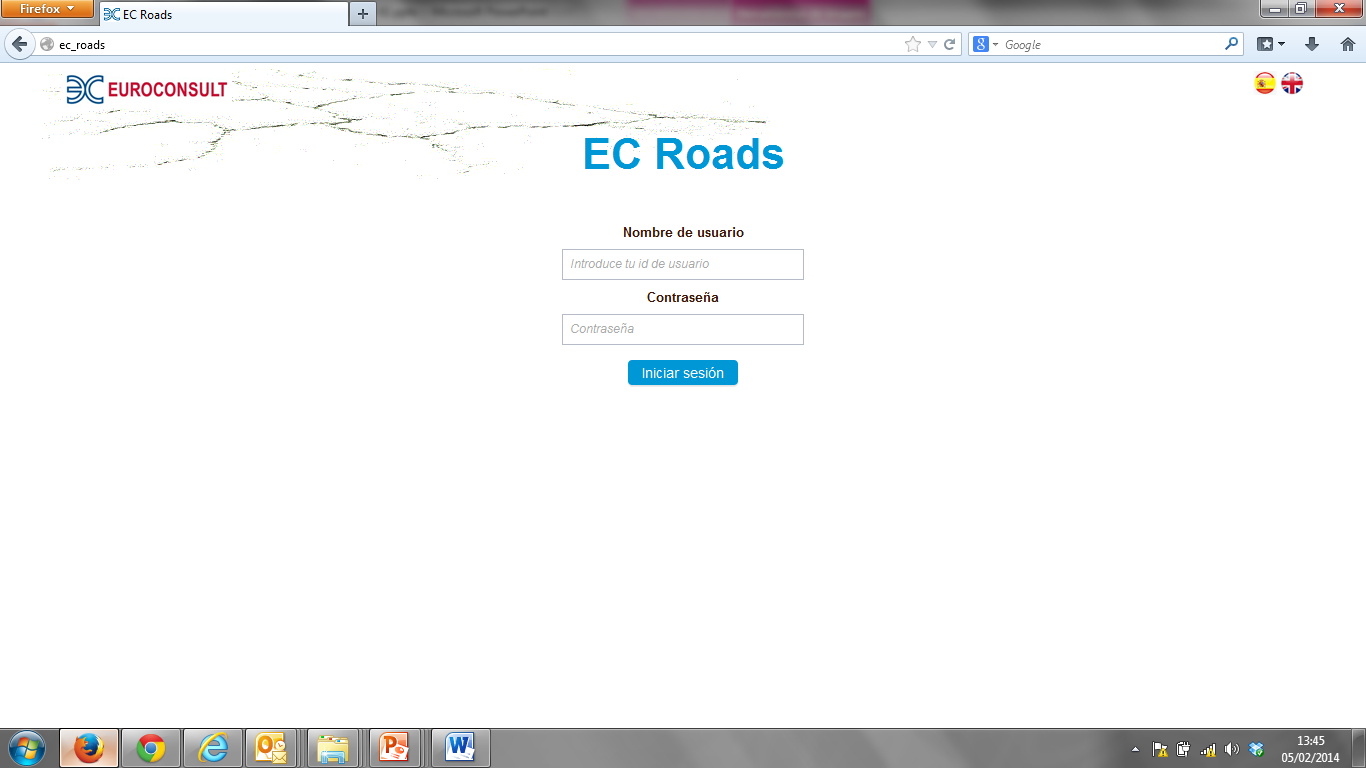 Firefox
EC Roads
ec_roads
Google
EUROCONSULT
EC Roads
Nombre de usuario
Introduce tu id de usuario
Contraseña
Contraseña
Iniciar sesión
13:45
05/02/2014